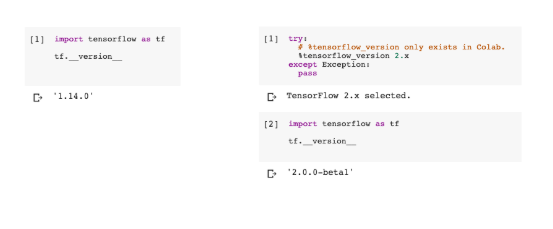 [1] import tensorflow as tf
tf.__version__
'1.14.0'
[1] try:
# %tensorflow_version only exists in Colab.
%tensorflow_version 2.x
except Exception:
pass
TensorFlow 2.x selected.
[2] import tensorflow as tf
tf.__version__
'2.0.0-beta1'